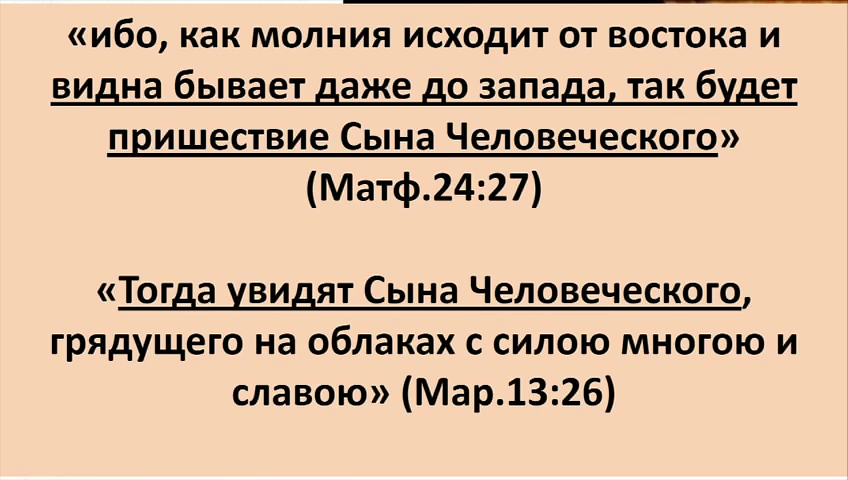 «ибо, как молния исходит от востока и
видна бывает даже до запада, так будет
пришествие Сына Человеческого»
(Матф.24:27)
«Тогда увидят Сына Человеческого,
грядущего на облаках с силою многою и
славою» (Мар.13:26)